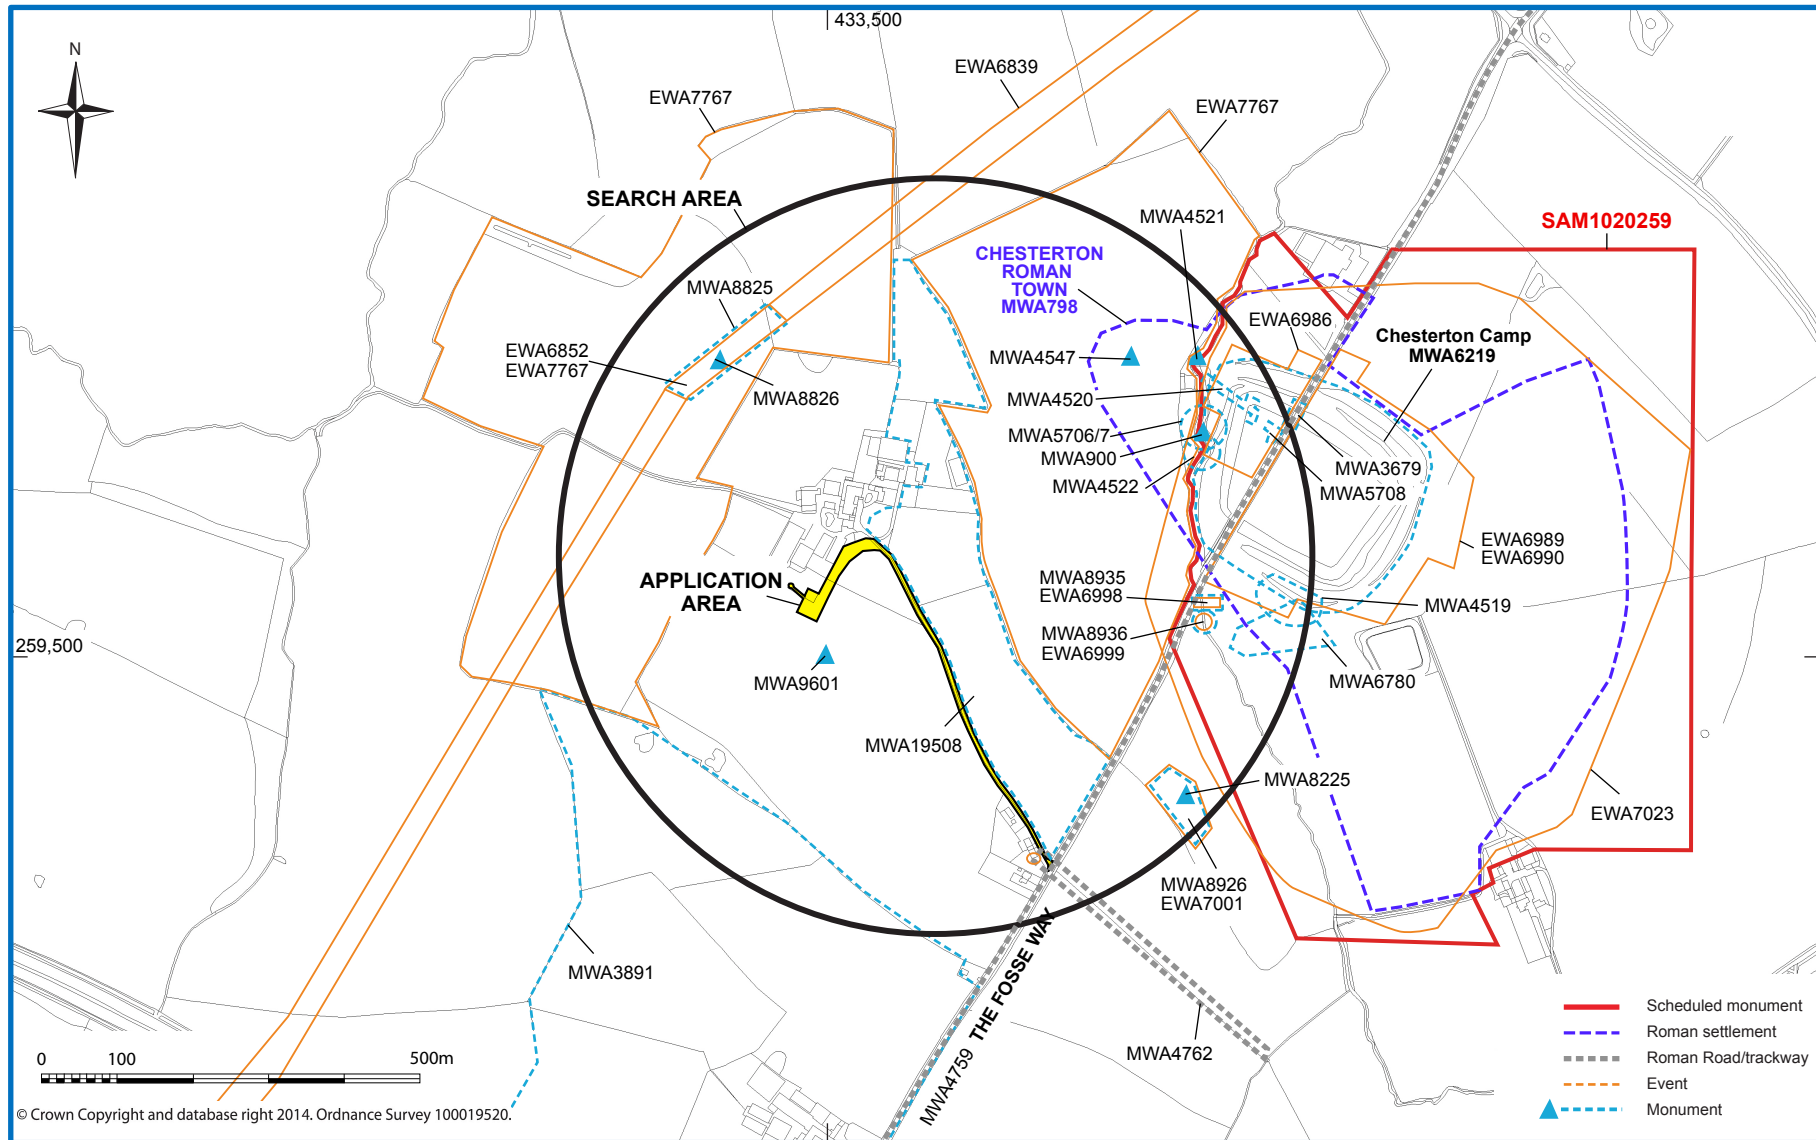 433,500
N
EWA6839
EWA7767
EWA7767
SEARCH AREA
MWA4521
SAM1020259
CHESTERTON
ROMAN
TOWN
MWA798
MWA8825
EWA6986
Chesterton Camp
MWA6219
EWA6852
EWA7767
MWA4547
MWA8826
MWA4520
MWA5706/7
MWA900
MWA3679
MWA4522
MWA5708
EWA6989
EWA6990
APPLICATION
AREA
MWA8935
EWA6998
MWA4519
MWA8936
EWA6999
259,500
MWA9601
MWA6780
MWA19508
MWA8225
EWA7023
MWA8926
EWA7001
MWA3891
MWA4759 THE FOSSE WAY
MWA4762
Scheduled monument
Roman settlement
Roman Road/trackway
Event
Monument
0 100 500m
© Crown Copyright and database right 2014. Ordnance Survey 100019520.